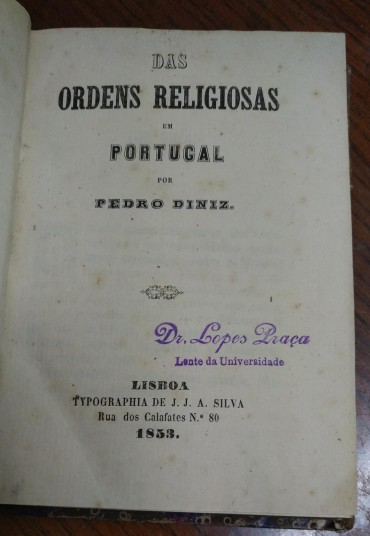 DAS
ORDENS RELIGIOSAS
EM
PORTUGAL
POR
PEDRO DINIZ.
Dr. Lopes Praça
Lente da Universidade
LISBOA
TYPOGRAPHIA DE J. J. A. SILVA
Rua dos Calafates N.º 80
1853.